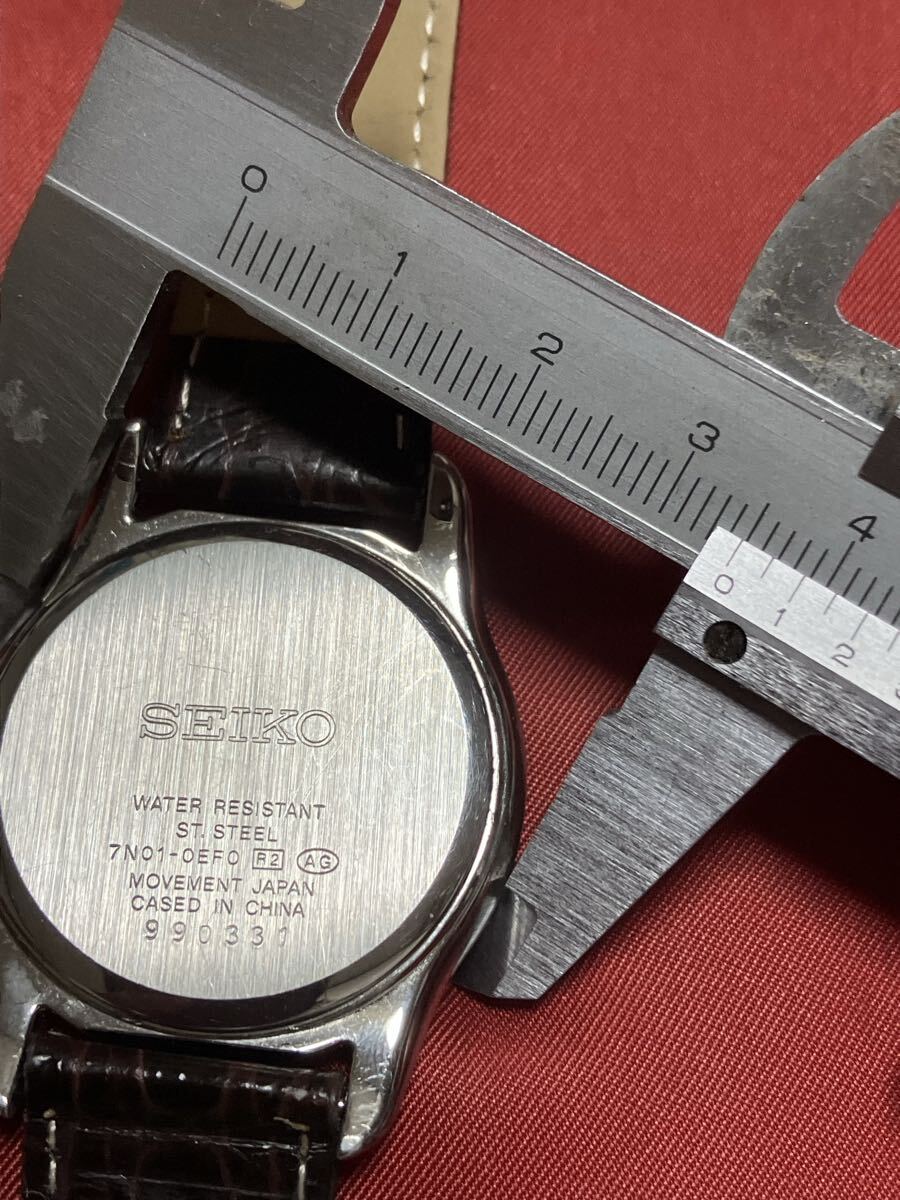 0 1 2 3 4
0 1 2
SEIKO
WATER RESISTANT
ST. STEEL
7N01-0EF0 R2 AG
MOVEMENT JAPAN
CASED IN CHINA
990331